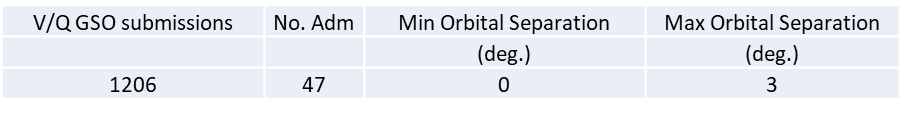 V/Q GSO submissions No. Adm Min Orbital Separation Max Orbital Separation
(deg.) (deg.)
1206 47 0 3